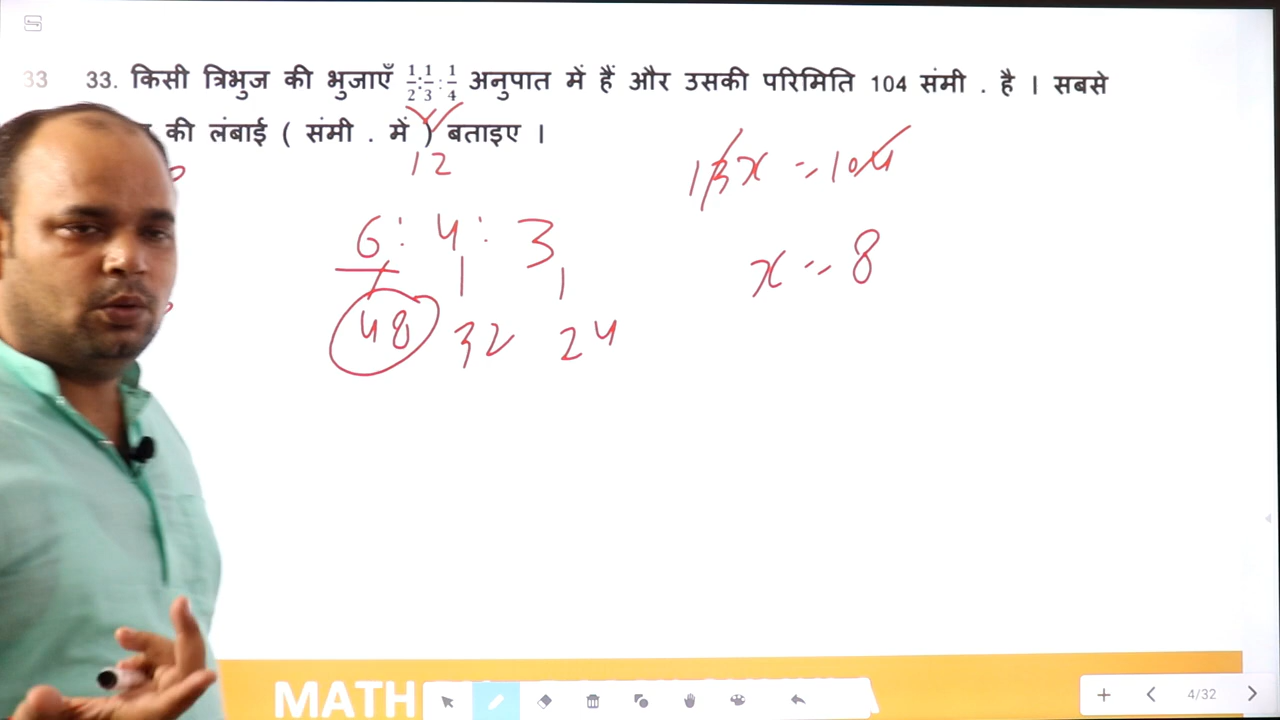 33 33. किसी त्रिभुज की भुजाएँ 1/2:1/3:1/4 अनुपात में हैं और उसकी परिमिति 104 संमी . है । सबसे
की लंबाई ( संमी . में ) बताइए ।
12
13x = 104
6 : 4 : 3
x = 8
48 32 24
MATH
4/32